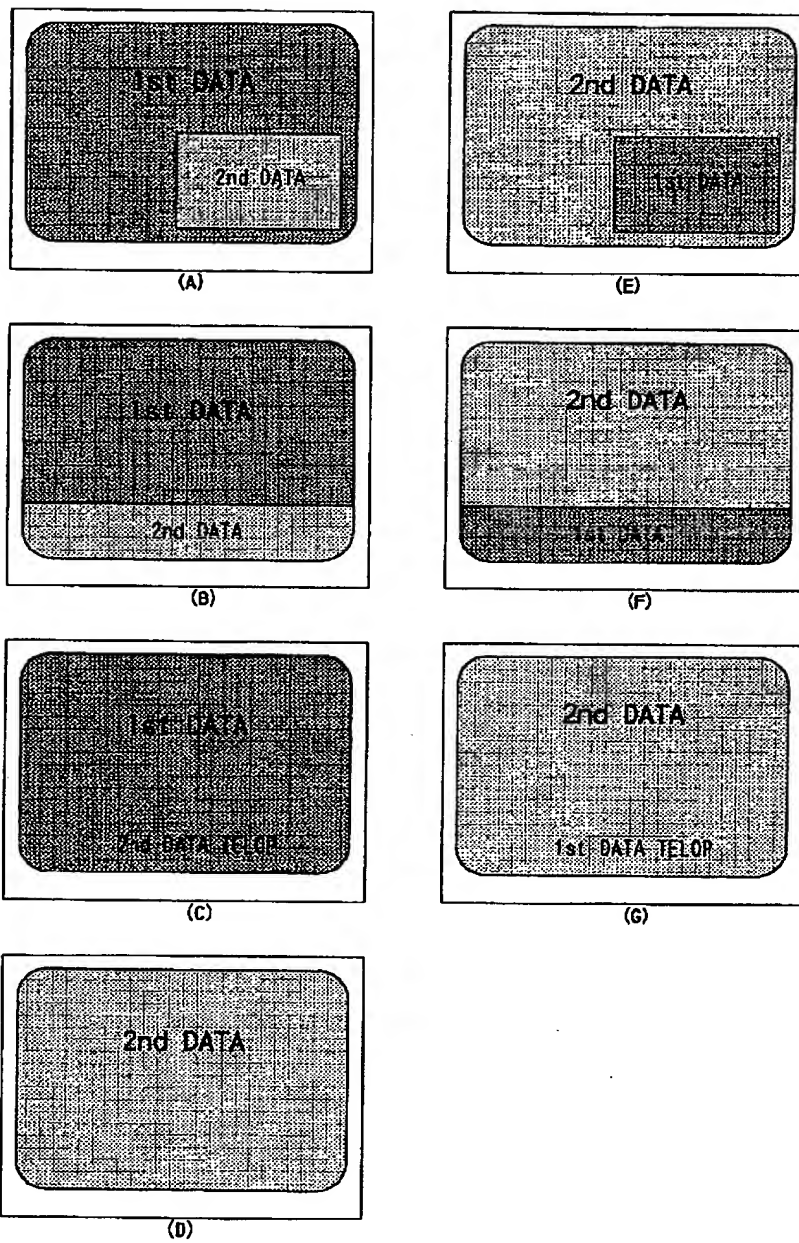 1st DATA
2nd DATA
(A)
2nd DATA
1st DATA
(E)
1st DATA
2nd DATA
(B)
2nd DATA
1st DATA
(F)
1st DATA
2nd DATA TELOP
(C)
2nd DATA
1st DATA TELOP
(G)
2nd DATA
(D)